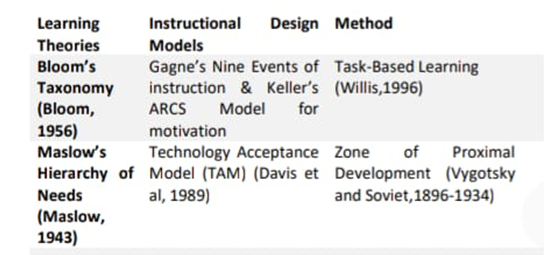 Learning Instructional Design Method
Theories Models
Bloom's Gagne's Nine Events of Task-Based Learning
Taxonomy instruction & Keller's (Willis,1996)
(Bloom, ARCS Model for
1956) motivation
Maslow's Technology Acceptance Zone of Proximal
Hierarchy of Model (TAM) (Davis et Development (Vygotsky
Needs al, 1989) and Soviet,1896-1934)
(Maslow,
1943)